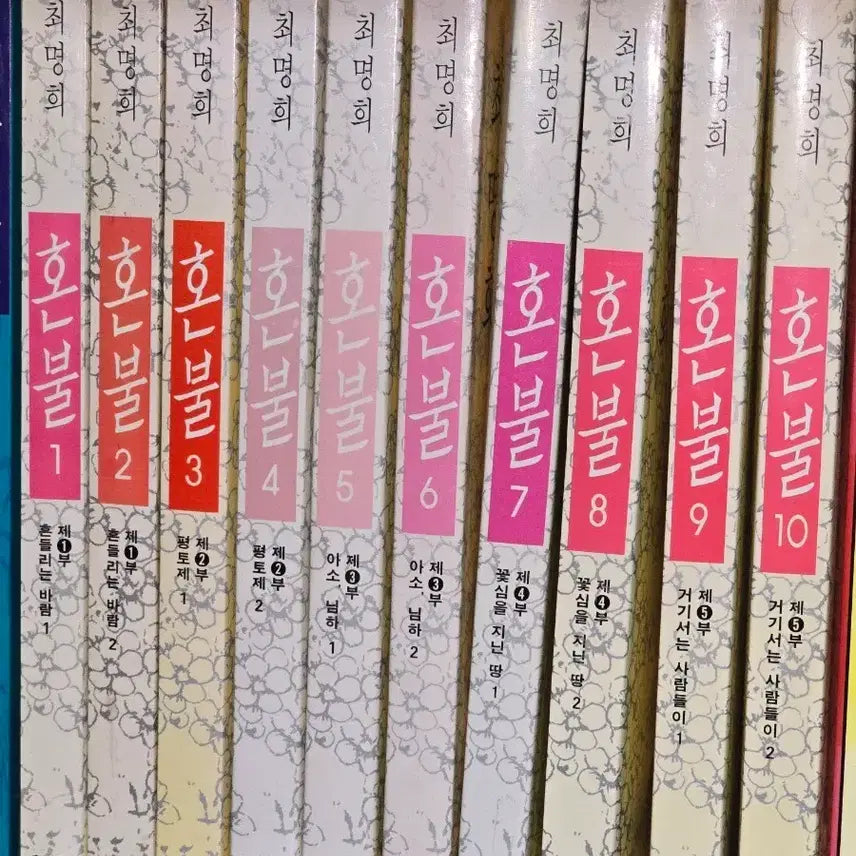 최명희
혼불
1
제1부
흔들리는 바람 1
최명희
혼불
2
제1부
흔들리는 바람 2
최명희
혼불
3
제2부
평토제 1
최명희
혼불
4
제2부
평토제 2
최명희
혼불
5
제3부
아소, 님하 1
최명희
혼불
6
제3부
아소, 님하 2
최명희
혼불
7
제4부
꽃심을 지닌 땅 1
최명희
혼불
8
제4부
꽃심을 지닌 땅 2
최명희
혼불
9
제5부
거기서는 사람들이 1
최명희
혼불
10
제5부
거기서는 사람들이 2